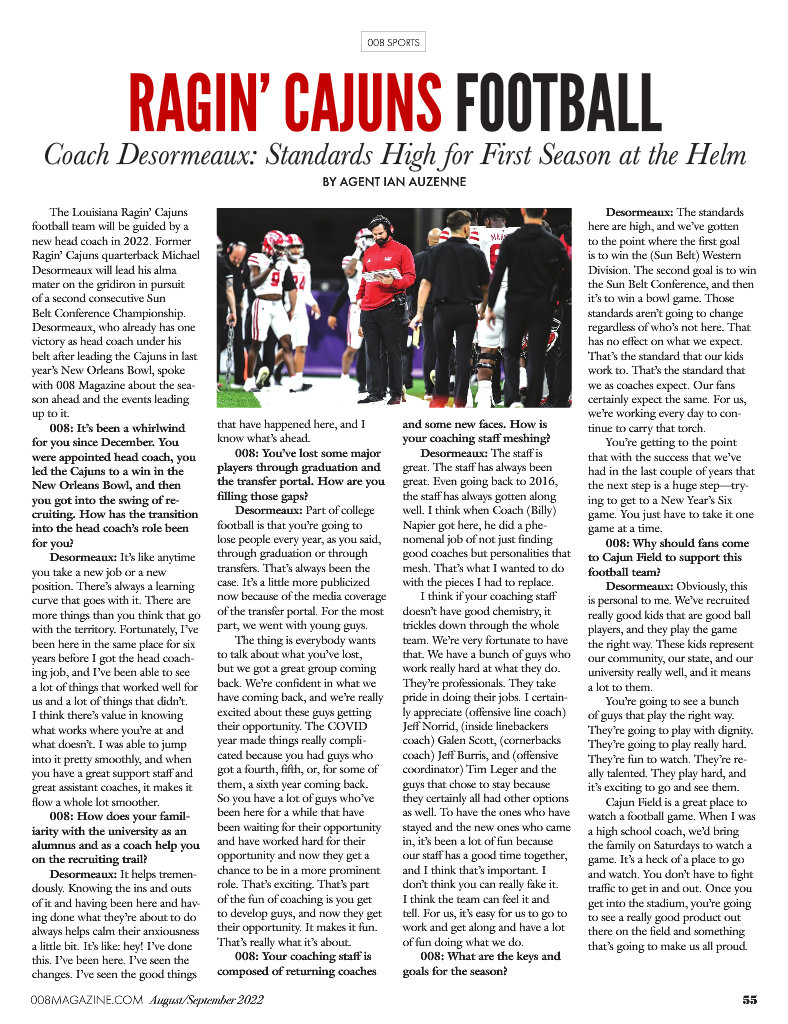 008 SPORTS
RAGIN' CAJUNS FOOTBALL
Coach Desormeaux: Standards High for First Season at the Helm
BY AGENT IAN AUZENNE
The Louisiana Ragin' Cajuns
football team will be guided by a
new head coach in 2022. Former
Ragin' Cajuns quarterback Michael
Desormeaux will lead his alma
mater on the gridiron in pursuit
of a second consecutive Sun
Belt Conference Championship.
Desormeaux, who already has one
victory as head coach under his
belt after leading the Cajuns in last
year's New Orleans Bowl, spoke
with 008 Magazine about the sea-
son ahead and the events leading
up to it.
008: It's been a whirlwind
for you since December. You
were appointed head coach, you
led the Cajuns to a win in the
New Orleans Bowl, and then
you got into the swing of re-
cruiting. How has the transition
into the head coach's role been
for you?
Desormeaux: It's like anytime
you take a new job or a new
position. There's always a learning
curve that goes with it. There are
more things than you think that go
with the territory. Fortunately, I've
been here in the same place for six
years before I got the head coach-
ing job, and I've been able to see
a lot of things that worked well for
us and a lot of things that didn't.
I think there's value in knowing
what works where you're at and
what doesn't. I was able to jump
into it pretty smoothly, and when
you have a great support staff and
great assistant coaches, it makes it
flow a whole lot smoother.
008: How does your famil-
iarity with the university as an
alumnus and as a coach help you
on the recruiting trail?
Desormeaux: It helps tremen-
dously. Knowing the ins and outs
of it and having been here and hav-
ing done what they're about to do
always helps calm their anxiousness
a little bit. It's like: hey! I've done
this. I've been here. I've seen the
changes. I've seen the good things
that have happened here, and I
know what's ahead.
008: You've lost some major
players through graduation and
the transfer portal. How are you
filling those gaps?
Desormeaux: Part of college
football is that you're going to
lose people every year, as you said,
through graduation or through
transfers. That's always been the
case. It's a little more publicized
now because of the media coverage
of the transfer portal. For the most
part, we went with young guys.
The thing is everybody wants
to talk about what you've lost,
but we got a great group coming
back. We're confident in what we
have coming back, and we're really
excited about these guys getting
their opportunity. The COVID
year made things really compli-
cated because you had guys who
got a fourth, fifth, or, for some of
them, a sixth year coming back.
So you have a lot of guys who've
been here for a while that have
been waiting for their opportunity
and have worked hard for their
opportunity and now they get a
chance to be in a more prominent
role. That's exciting. That's part
of the fun of coaching is you get
to develop guys, and now they get
their opportunity. It makes it fun.
That's really what it's about.
008: Your coaching staff is
composed of returning coaches
and some new faces. How is
your coaching staff meshing?
Desormeaux: The staff is
great. The staff has always been
great. Even going back to 2016,
the staff has always gotten along
well. I think when Coach (Billy)
Napier got here, he did a phe-
nomenal job of not just finding
good coaches but personalities that
mesh. That's what I wanted to do
with the pieces I had to replace.
I think if your coaching staff
doesn't have good chemistry, it
trickles down through the whole
team. We're very fortunate to have
that. We have a bunch of guys who
work really hard at what they do.
They're professionals. They take
pride in doing their jobs. I certain-
ly appreciate (offensive line coach)
Jeff Norrid, (inside linebackers
coach) Galen Scott, (cornerbacks
coach) Jeff Burris, and (offensive
coordinator) Tim Leger and the
guys that chose to stay because
they certainly all had other options
as well. To have the ones who have
stayed and the new ones who came
in, it's been a lot of fun because
our staff has a good time together,
and I think that's important. I
don't think you can really fake it.
I think the team can feel it and
tell. For us, it's easy for us to go to
work and get along and have a lot
of fun doing what we do.
008: What are the keys and
goals for the season?
Desormeaux: The standards
here are high, and we've gotten
to the point where the first goal
is to win the (Sun Belt) Western
Division. The second goal is to win
the Sun Belt Conference, and then
it's to win a bowl game. Those
standards aren't going to change
regardless of who's not here. That
has no effect on what we expect.
That's the standard that our kids
work to. That's the standard that
we as coaches expect. Our fans
certainly expect the same. For us,
we're working every day to con-
tinue to carry that torch.
You're getting to the point
that with the success that we've
had in the last couple of years that
the next step is a huge step—try-
ing to get to a New Year's Six
game. You just have to take it one
game at a time.
008: Why should fans come
to Cajun Field to support this
football team?
Desormeaux: Obviously, this
is personal to me. We've recruited
really good kids that are good ball
players, and they play the game
the right way. These kids represent
our community, our state, and our
university really well, and it means
a lot to them.
You're going to see a bunch
of guys that play the right way.
They're going to play with dignity.
They're going to play really hard.
They're fun to watch. They're re-
ally talented. They play hard, and
it's exciting to go and see them.
Cajun Field is a great place to
watch a football game. When I was
a high school coach, we'd bring
the family on Saturdays to watch a
game. It's a heck of a place to go
and watch. You don't have to fight
traffic to get in and out. Once you
get into the stadium, you're going
to see a really good product out
there on the field and something
that's going to make us all proud.
008MAGAZINE.COM August/September 2022
55